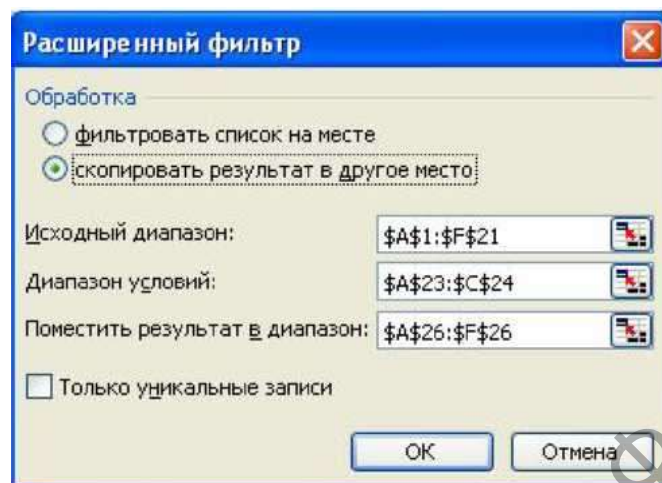 Расширенный фильтр
Обработка
фильтровать список на месте
скопировать результат в другое место
Исходный диапазон: $A$1:$F$21
Диапазон условий: $A$23:$C$24
Поместить результат в диапазон: $A$26:$F$26
Только уникальные записи
ОК Отмена